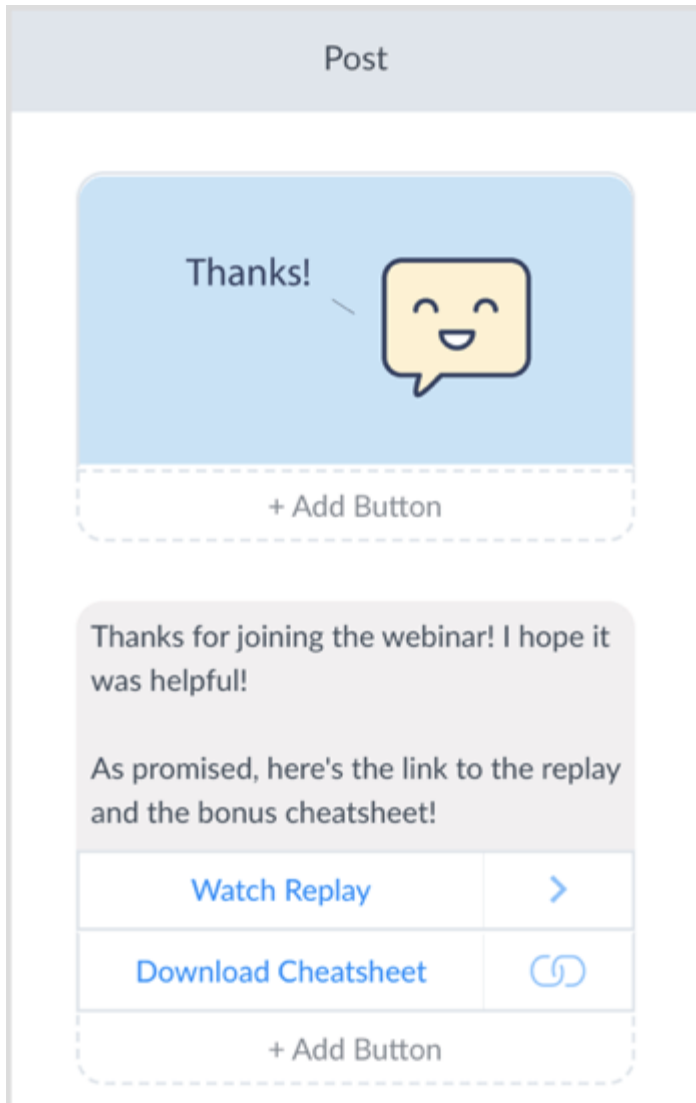 Post
Thanks!
+ Add Button
Thanks for joining the webinar! I hope it
was helpful!
As promised, here's the link to the replay
and the bonus cheatsheet!
Watch Replay
Download Cheatsheet
+ Add Button